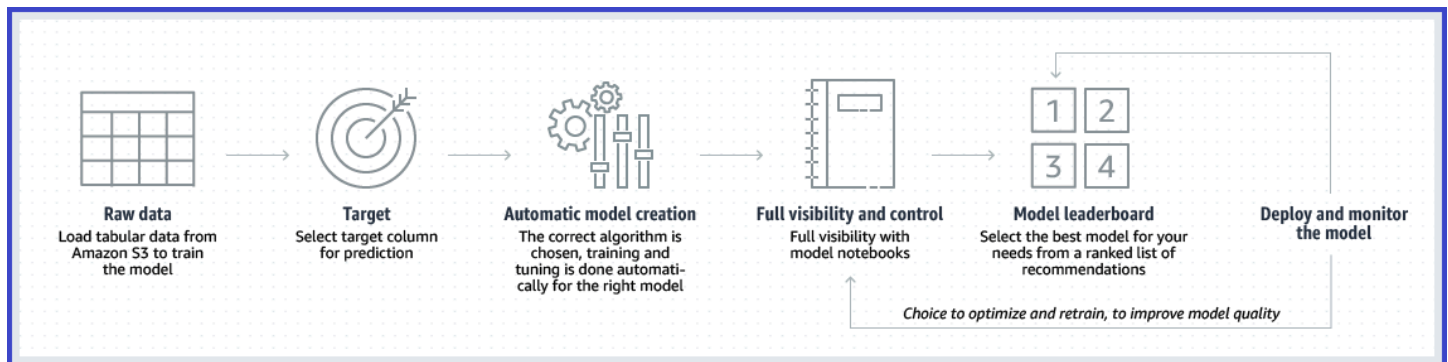 Raw data
Load tabular data from
Amazon S3 to train
the model
Target
Select target column
for prediction
Automatic model creation
The correct algorithm is
chosen, training and
tuning is done automati-
cally for the right model
Full visibility and control
Full visibility with
model notebooks
1 2
3 4
Model leaderboard
Select the best model for your
needs from a ranked list of
recommendations
Deploy and monitor
the model
Choice to optimize and retrain, to improve model quality